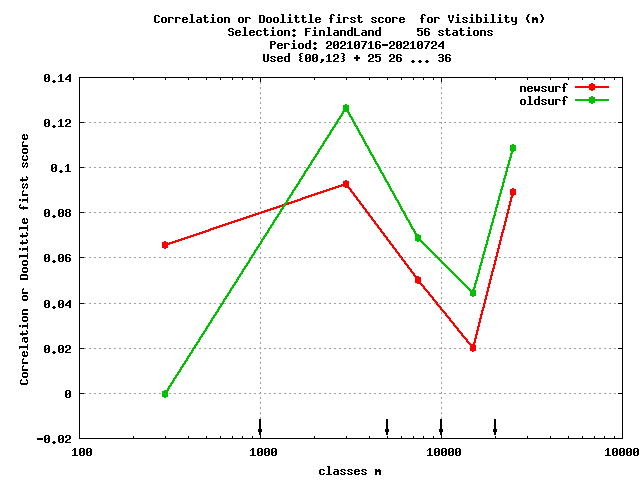 Correlation or Doolittle first score  for Visibility (m)
Selection: FinlandLand     56 stations
Period: 20210716-20210724
Used {00,12} + 25 26 ... 36
newsurf
oldsurf
Correlation or Doolittle first score
0.14
0.12
0.1
0.08
0.06
0.04
0.02
0
-0.02
100
1000
10000
10000
classes m